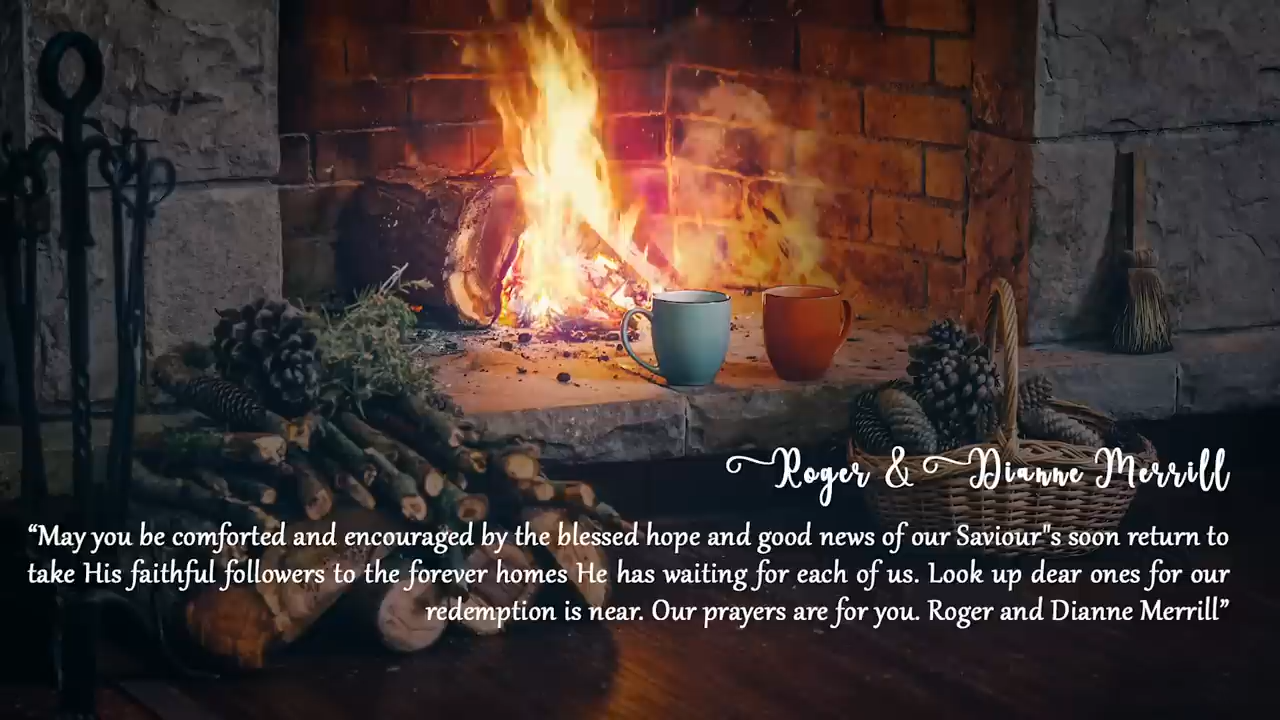 Roger & Dianne Merrill
“May you be comforted and encouraged by the blessed hope and good news of our Saviour"s soon return to
take His faithful followers to the forever homes He has waiting for each of us. Look up dear ones for our
redemption is near. Our prayers are for you. Roger and Dianne Merrill”